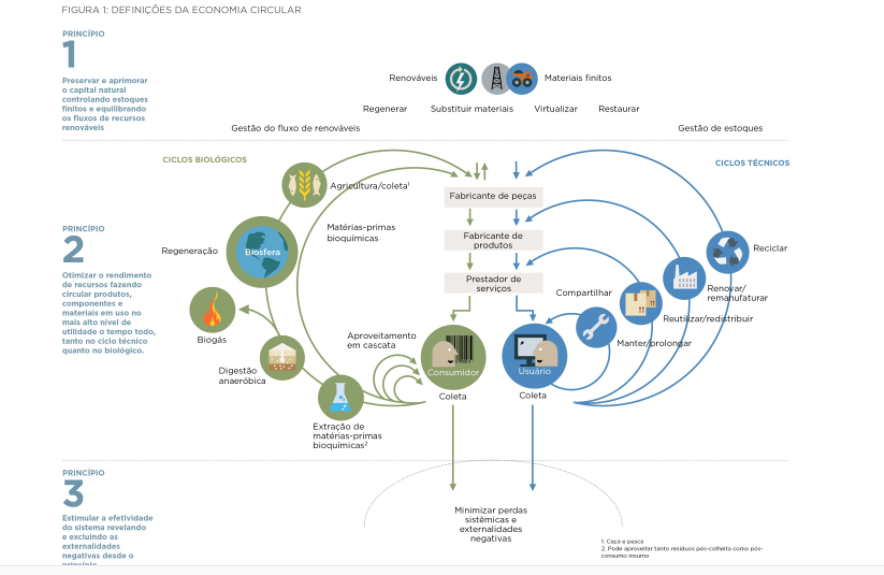 FIGURA 1: DEFINIÇÕES DA ECONOMIA CIRCULAR
PRINCÍPIO
1
Preservar e aprimorar
o capital natural
controlando estoques
finitos e equilibrando
os fluxos de recursos
renováveis
Renováveis
Materiais finitos
Regenerar
Substituir materiais
Virtualizar
Restaurar
Gestão do fluxo de renováveis
Gestão de estoques
PRINCÍPIO
2
Otimizar o rendimento
de recursos fazendo
circular produtos,
componentes e
materiais em uso no
mais alto nível de
utilidade o tempo todo,
tanto no ciclo técnico
quanto no biológico.
CICLOS BIOLÓGICOS
CICLOS TÉCNICOS
Agricultura/coleta¹
Matérias-primas
bioquímicas
Regeneração
Biosfera
Biogás
Digestão
anaeróbica
Extração de
matérias-primas
bioquímicas²
Aproveitamento
em cascata
Fabricante de peças
Fabricante de
produtos
Prestador de
serviços
Consumidor
Coleta
Usuário
Coleta
Compartilhar
Manter/prolongar
Reutilizar/redistribuir
Renovar/
remanufaturar
Reciclar
PRINCÍPIO
3
Estimular a efetividade
do sistema revelando
e excluindo as
externalidades
negativas desde o
princípio
Minimizar perdas
sistêmicas e
externalidades
negativas
1. Caça e pesca
2. Pode aproveitar tanto resíduos pós-colheita como pós-
consumo insumo